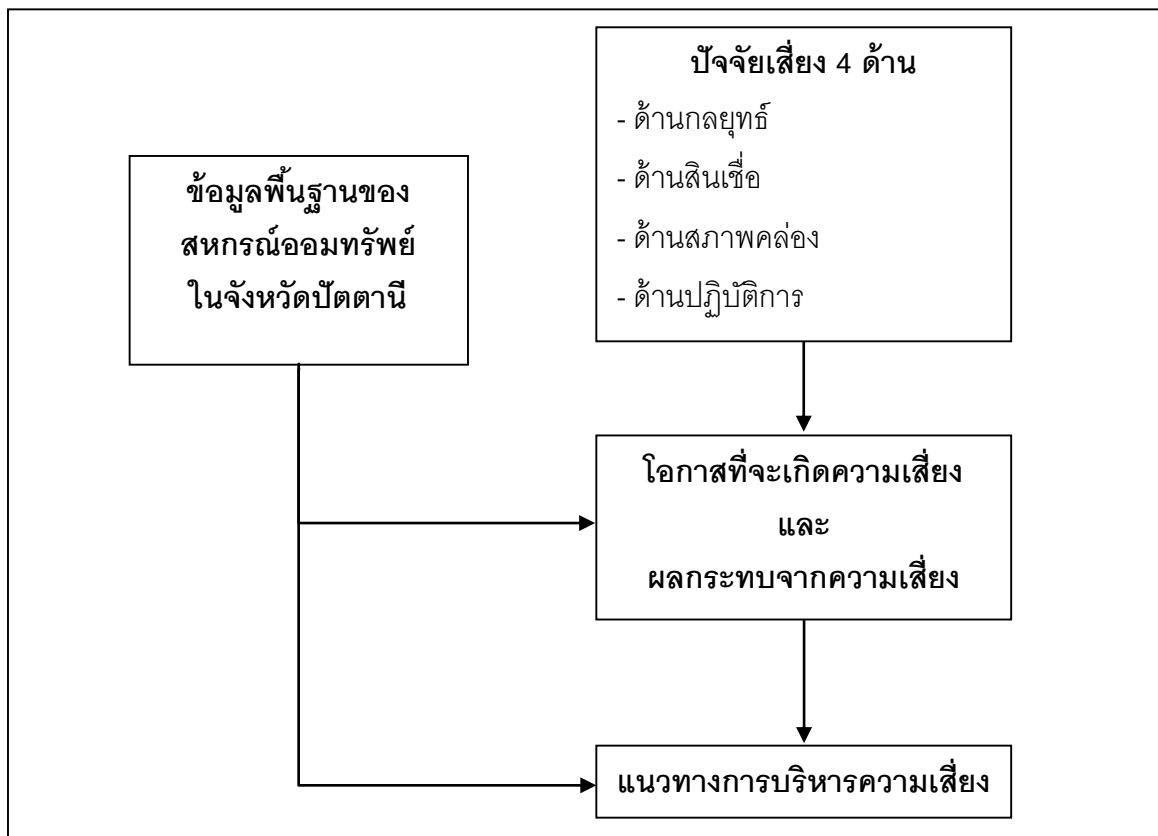 ปัจจัยเสี่ยง 4 ด้าน
- ด้านกลยุทธ์
- ด้านสินเชื่อ
- ด้านสภาพคล่อง
- ด้านปฏิบัติการ
ข้อมูลพื้นฐานของ
สหกรณ์ออมทรัพย์
ในจังหวัดปัตตานี
โอกาสที่จะเกิดความเสี่ยง
และ
ผลกระทบจากความเสี่ยง
แนวทางการบริหารความเสี่ยง